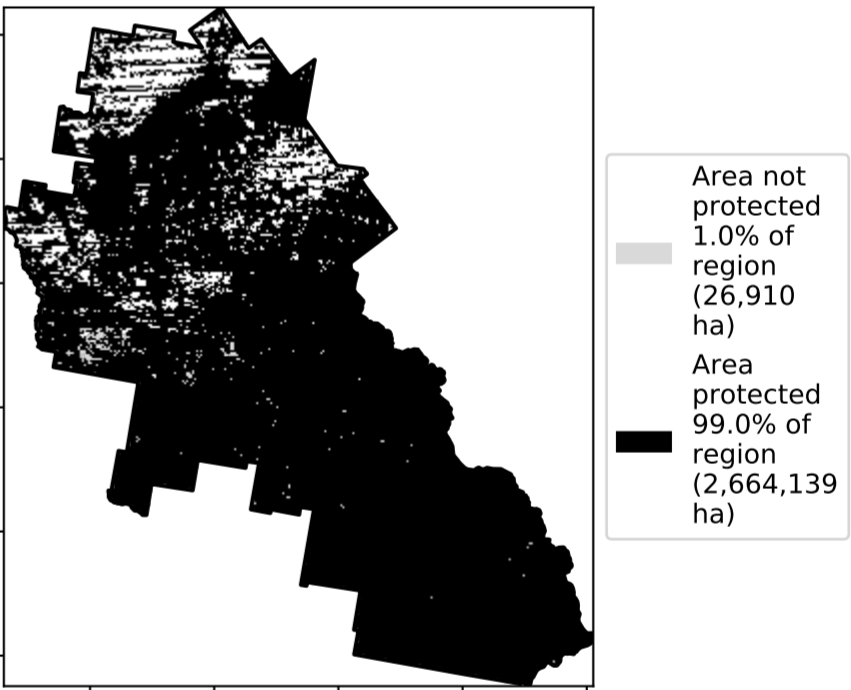 Area not
protected
1.0% of
region
(26,910
ha)
Area
protected
99.0% of
region
(2,664,139
ha)